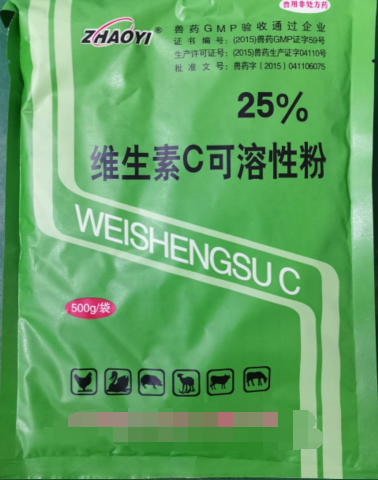 兽用非处方药
ZHAOYI®
兽药GMP验收通过企业
证书编号：(2015)兽药GMP证字59号
生产许可证号：(2015)兽药生产证字04110号
批准文号：兽药字（2015）041106075
25%
维生素C可溶性粉
WEISHENGSU C
500g/袋